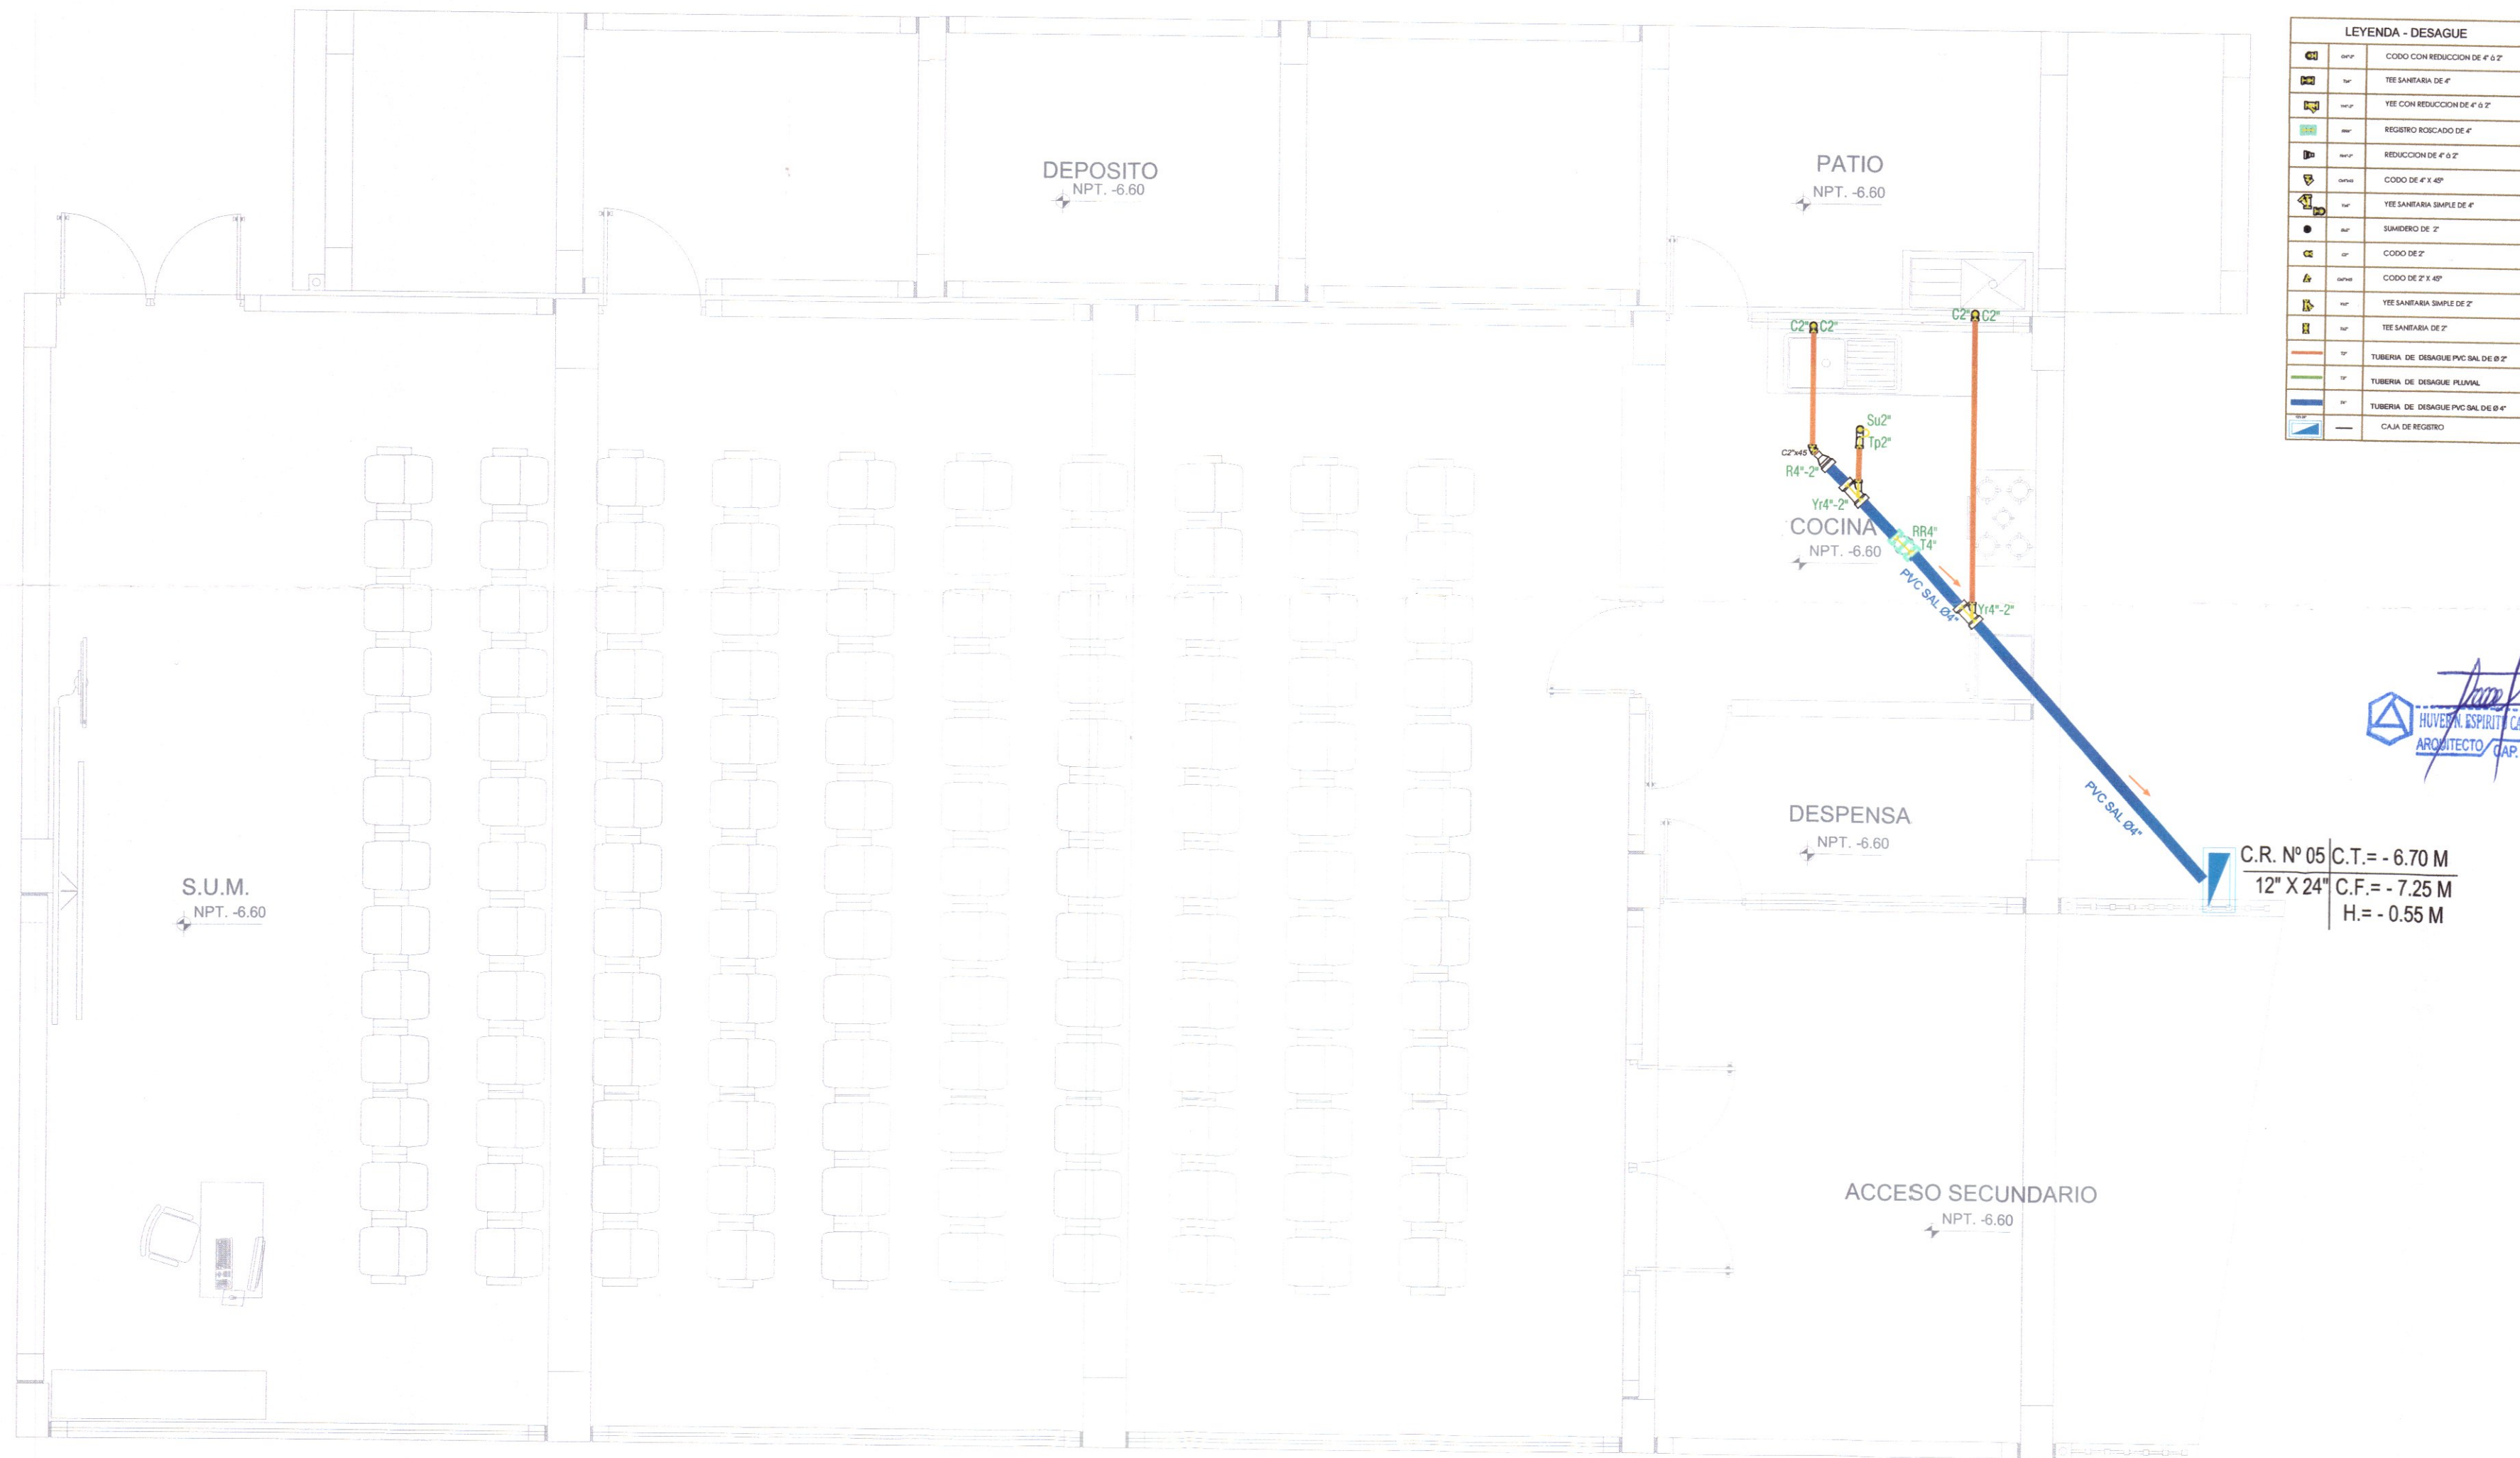 LEYENDA - DESAGUE
CODO CON REDUCCION DE 4" à 2"
TEE SANITARIA DE 4"
YEE CON REDUCCION DE 4" à 2"
REGISTRO ROSCADO DE 4"
REDUCCION DE 4" à 2"
CODO DE 4" X 45º
YEE SANITARIA SIMPLE DE 4"
SUMIDERO DE 2"
CODO DE 2"
CODO DE 2" X 45º
YEE SANITARIA SIMPLE DE 2"
TEE SANITARIA DE 2"
TUBERIA DE DISAGUE PVC SAL DE Ø 2"
TUBERIA DE DISAGUE PLUVIAL
TUBERIA DE DISAGUE PVC SAL DE Ø 4"
CAJA DE REGISTRO
DEPOSITO
NPT. -6.60
PATIO
NPT. -6.60
C2" C2"
C2" C2"
Su2"
Tp2"
C2"x45
R4"-2"
Yr4"-2"
COCINA
NPT. -6.60
RR4"
T4"
PVC SAL Ø4"
Yr4"-2"
HUVER N. ESPIRITU
ARQUITECTO CAP.
PVC SAL Ø4"
DESPENSA
NPT. -6.60
C.R. Nº 05 C.T.= - 6.70 M
12" X 24" C.F.= - 7.25 M
H.= - 0.55 M
S.U.M.
NPT. -6.60
ACCESO SECUNDARIO
NPT. -6.60